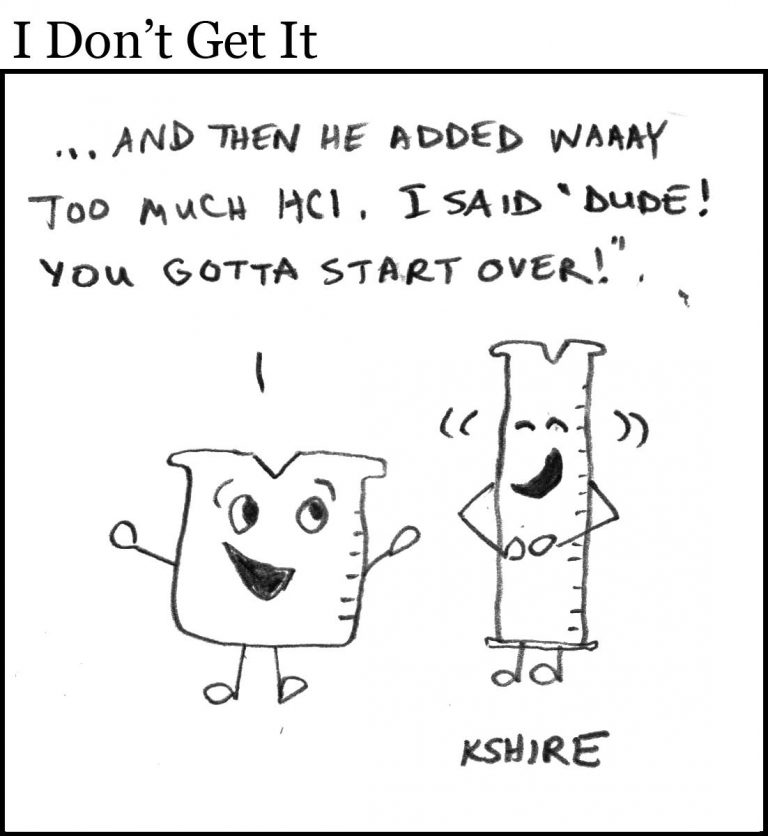 I Don’t Get It
... AND THEN HE ADDED WAAAY
TOO MUCH HCl. I SAID 'DUDE!
YOU GOTTA START OVER!".
KSHIRE